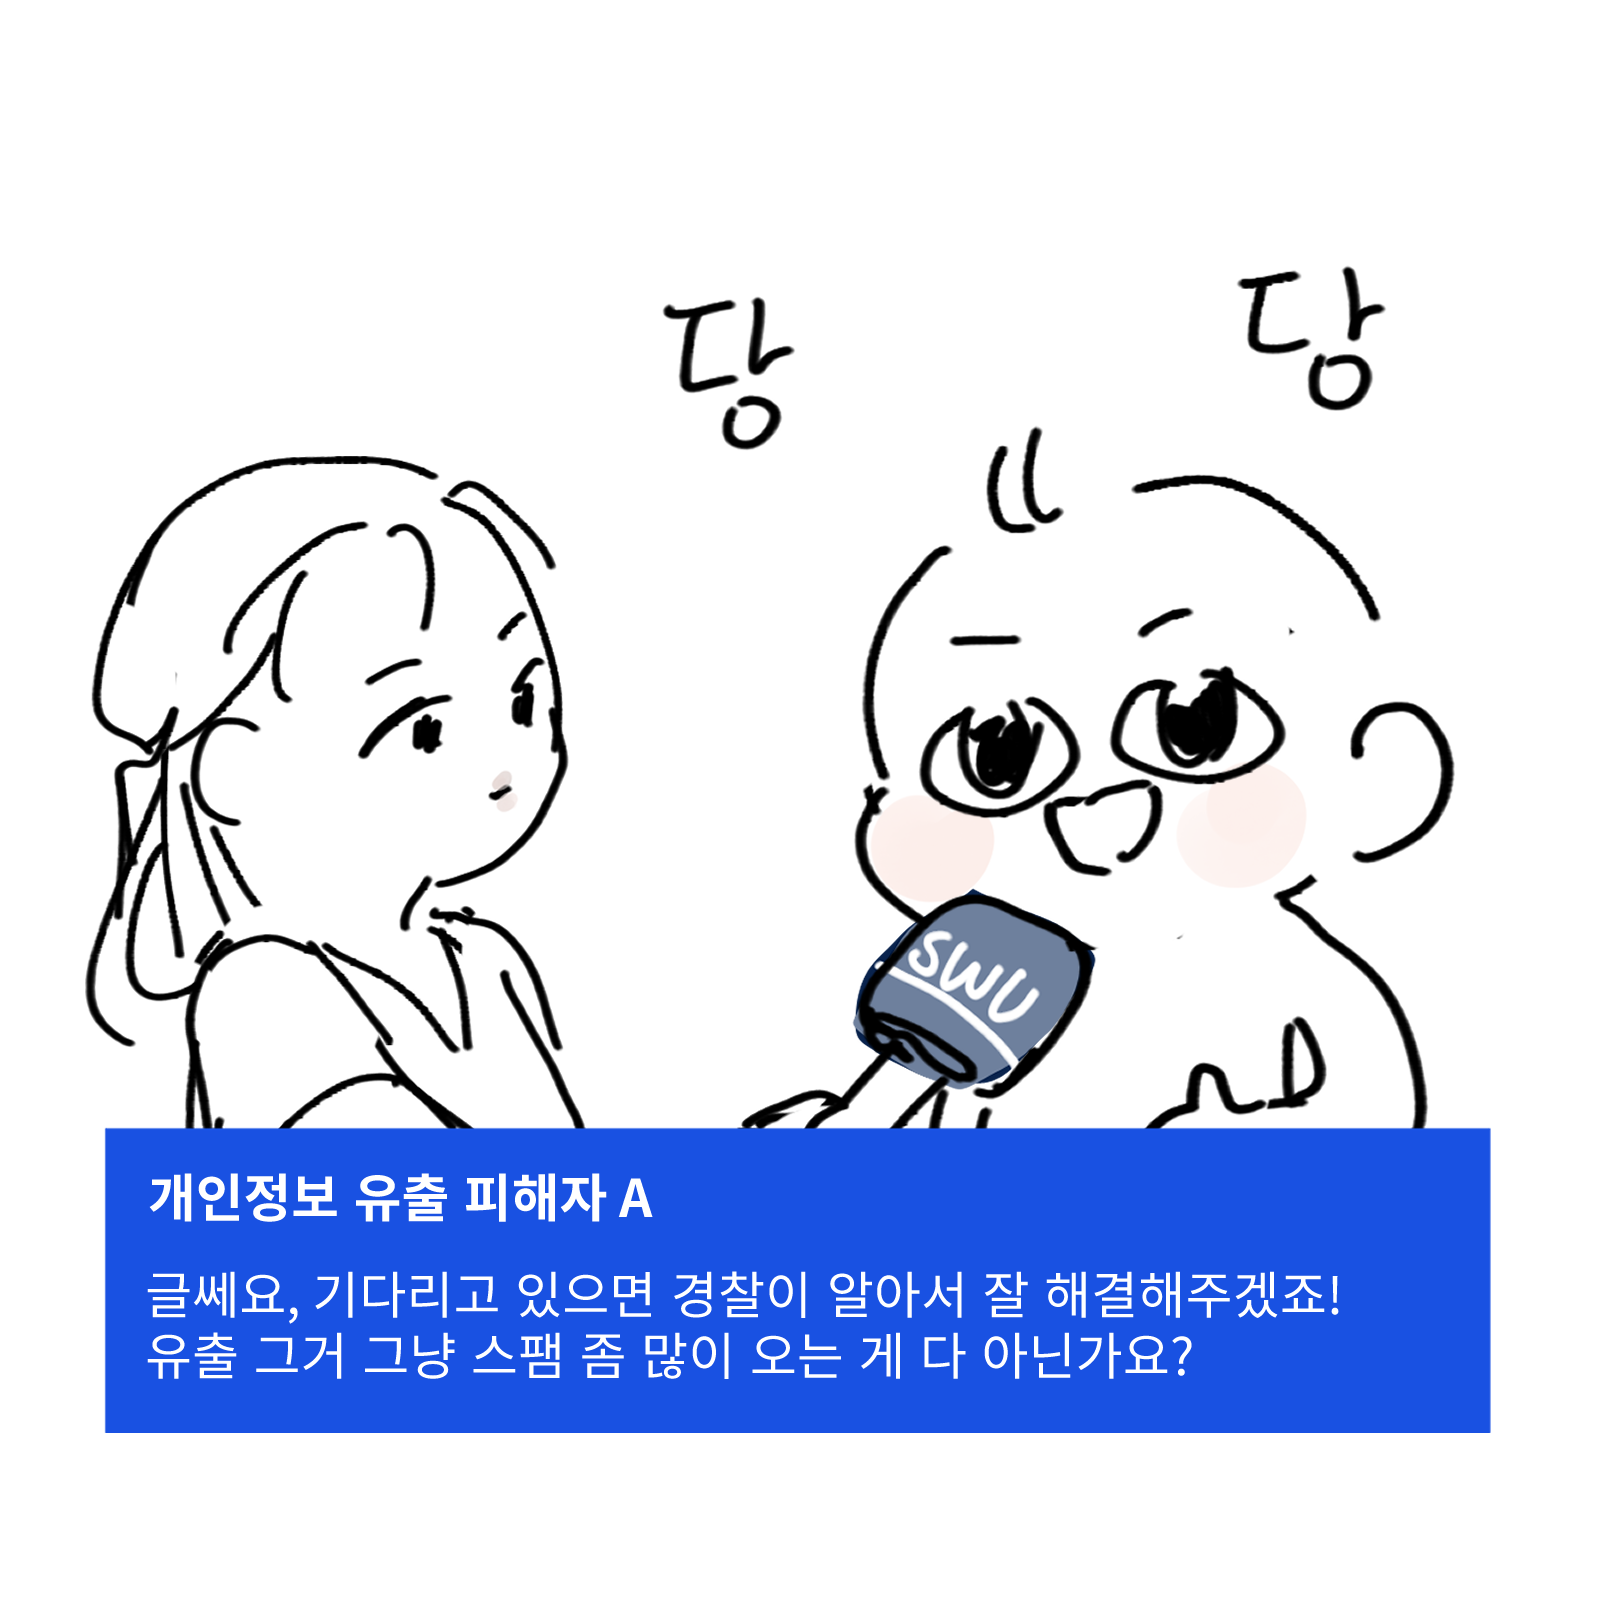 당 당
SWU
개인정보 유출 피해자 A
글쎄요, 기다리고 있으면 경찰이 알아서 잘 해결해주겠죠!
유출 그거 그냥 스팸 좀 많이 오는 게 다 아닌가요?